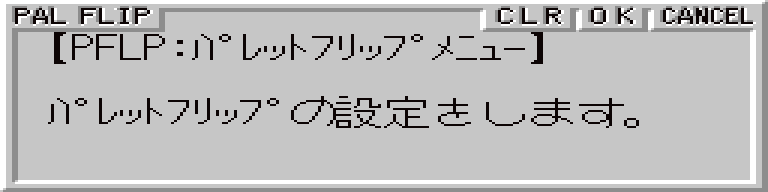 PAL FLIP CLR OK CANCEL
【PFLP:パレットフリップメニュー】
パレットフリップの設定をします。